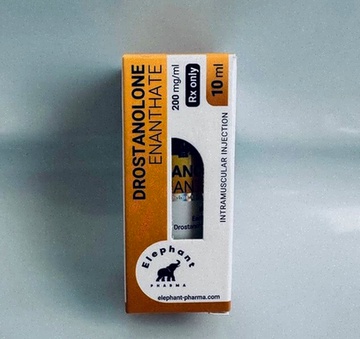 DROSTANOLONE
ENANTHATE
200 mg/ml
Rx only
10 ml
INTRAMUSCULAR INJECTION
Elephant
PHARMA
elephant-pharma.com